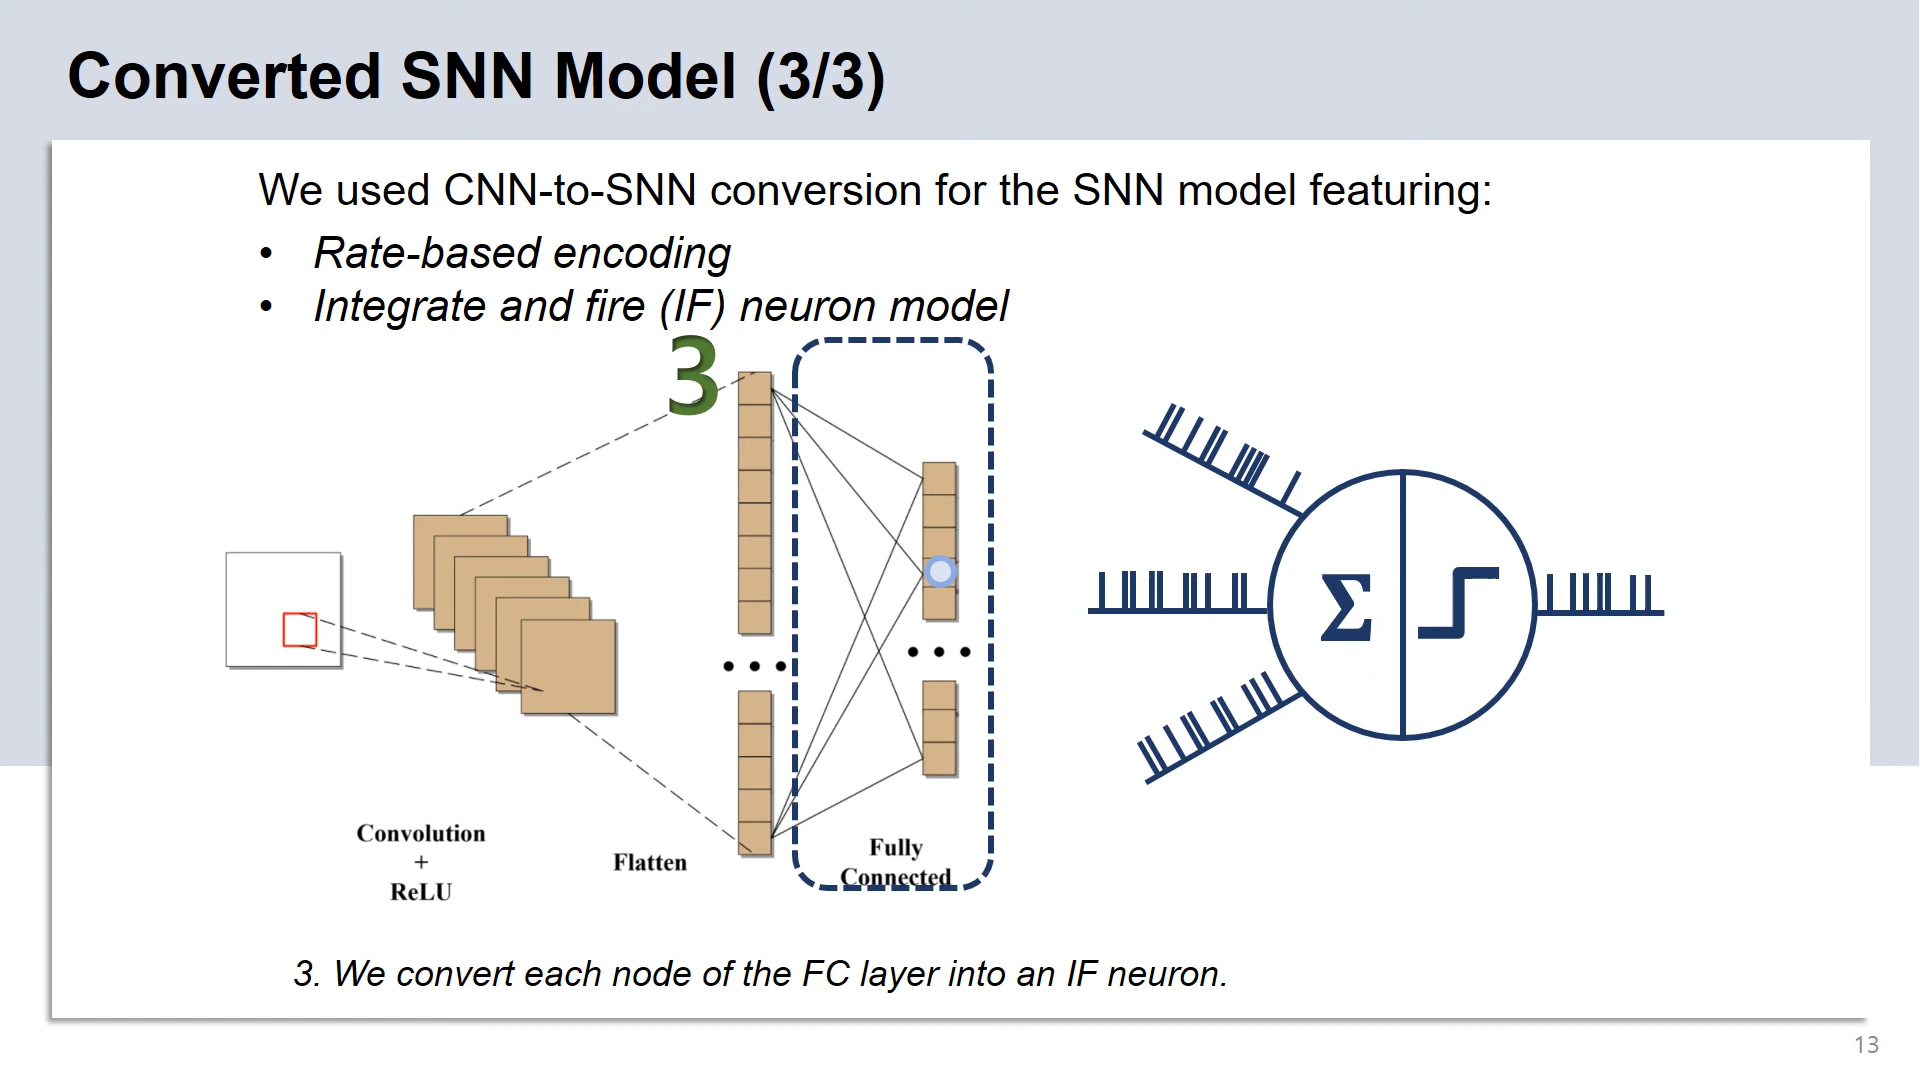 Converted SNN Model (3/3)
We used CNN-to-SNN conversion for the SNN model featuring:
• Rate-based encoding
• Integrate and fire (IF) neuron model
3
Convolution
+
ReLU
Flatten
Fully
Connected
Σ
3. We convert each node of the FC layer into an IF neuron.
13